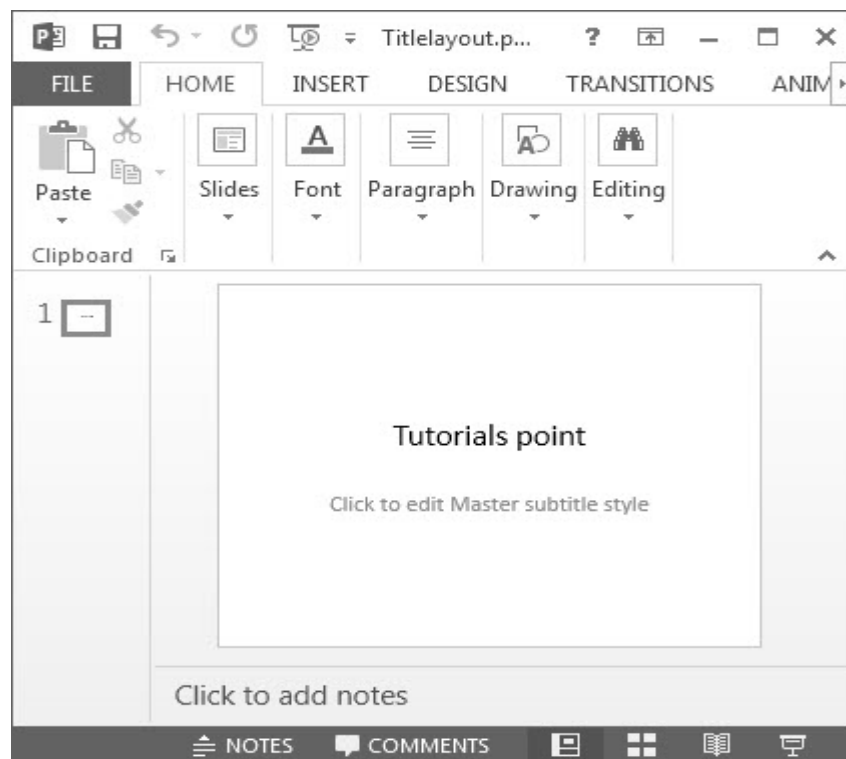 Titlelayout.p... ?
FILE HOME INSERT DESIGN TRANSITIONS ANIM
Paste Slides Font Paragraph Drawing Editing
Clipboard
1
Tutorials point
Click to edit Master subtitle style
Click to add notes
NOTES COMMENTS